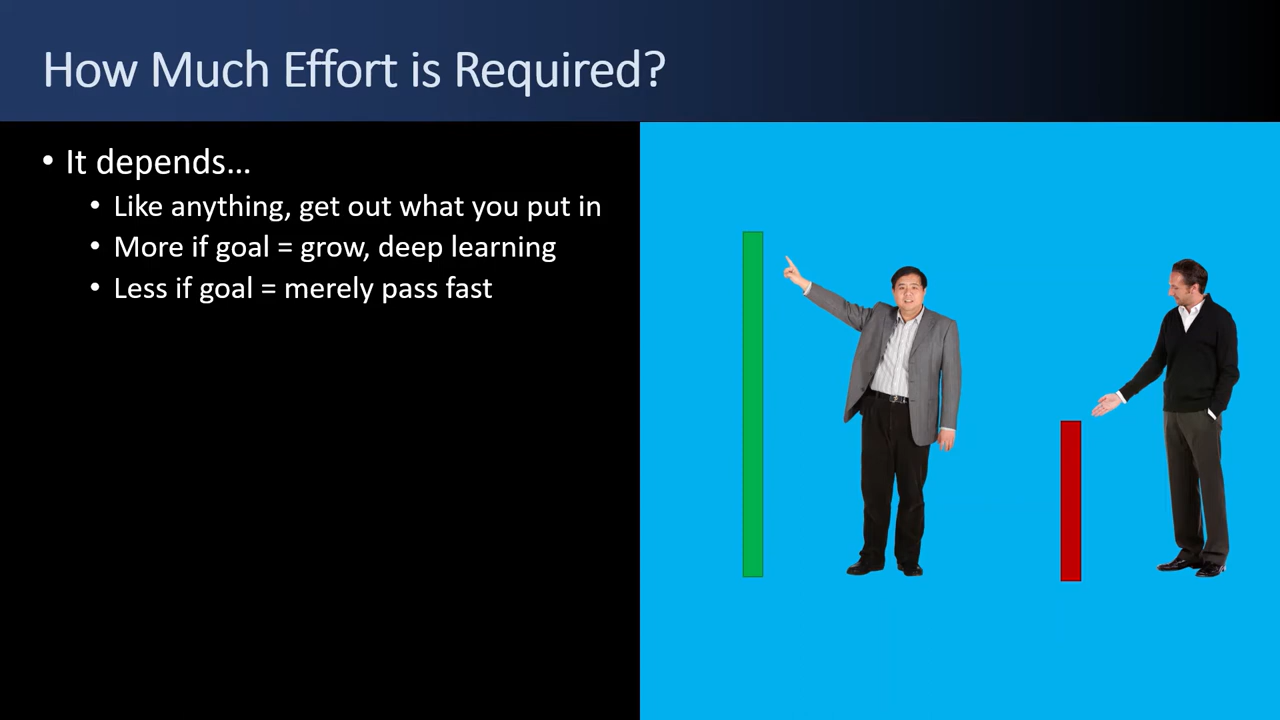 How Much Effort is Required?
• It depends…
• Like anything, get out what you put in
• More if goal = grow, deep learning
• Less if goal = merely pass fast